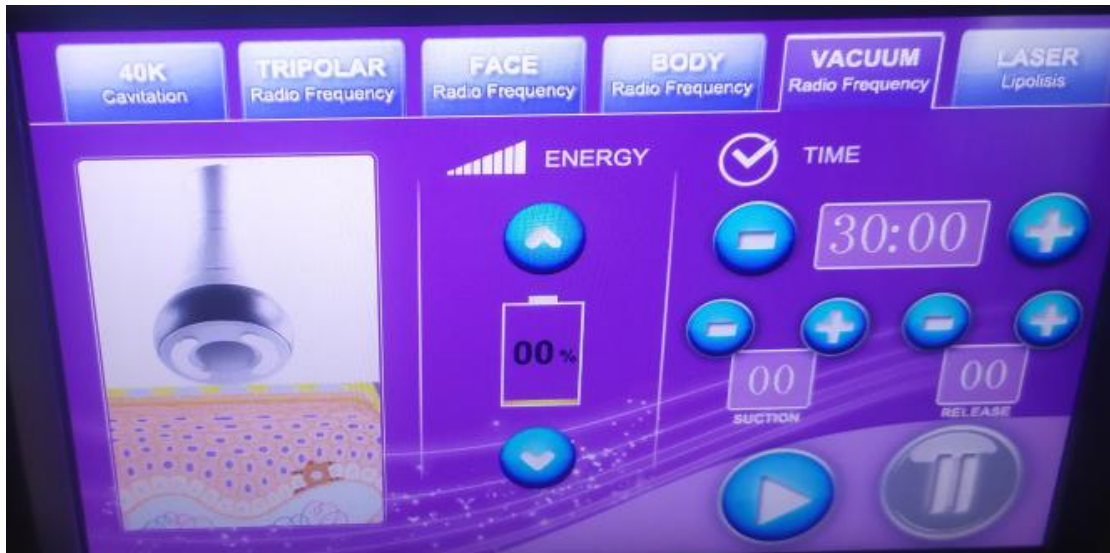 40K
Cavitation
TRIPOLAR
Radio Frequency
FACE
Radio Frequency
BODY
Radio Frequency
VACUUM
Radio Frequency
LASER
Lipolisis
ENERGY
TIME
30:00
00 %
00
SUCTION
00
RELEASE